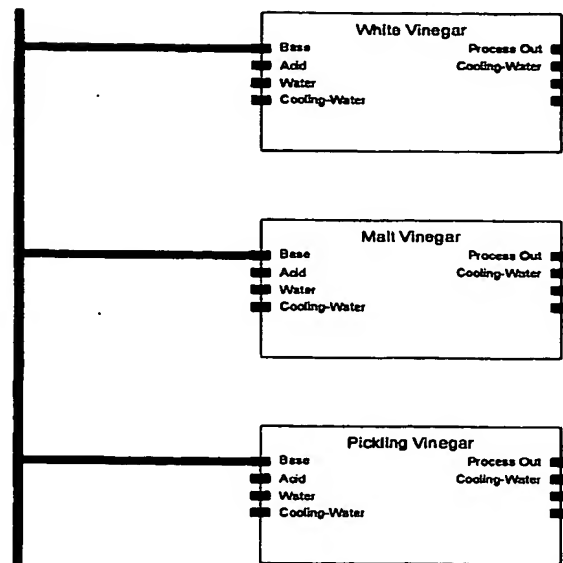 White Vinegar
Base Process Out
Acid Cooling-Water
Water
Cooling-Water
Malt Vinegar
Base Process Out
Acid Cooling-Water
Water
Cooling-Water
Pickling Vinegar
Base Process Out
Acid Cooling-Water
Water
Cooling-Water